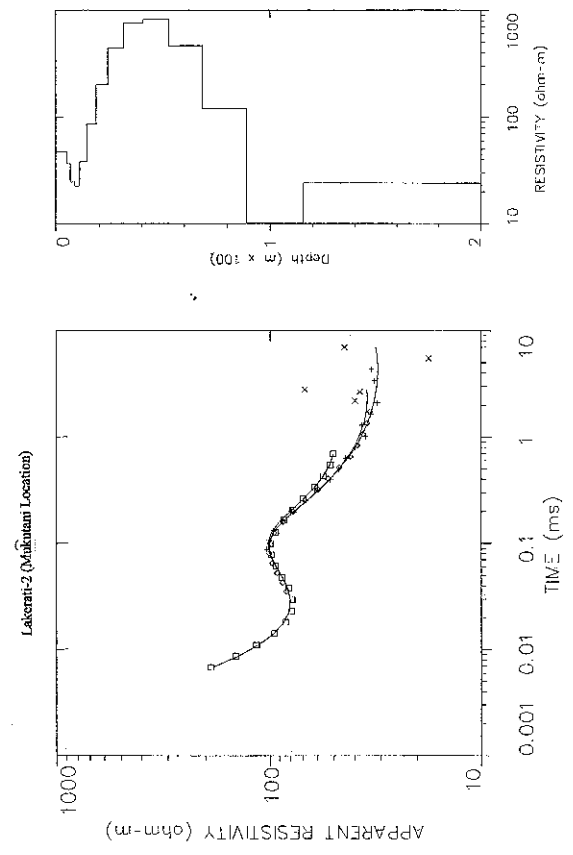 Lakerati-2 (Mukutani Location)
APPARENT RESISTIVITY (ohm-m)
1000
100
10
0.001
0.01
0.1
1
10
TIME (ms)
Depth (m x 100)
0
1
2
10
100
1000
RESISTIVITY (ohm-m)